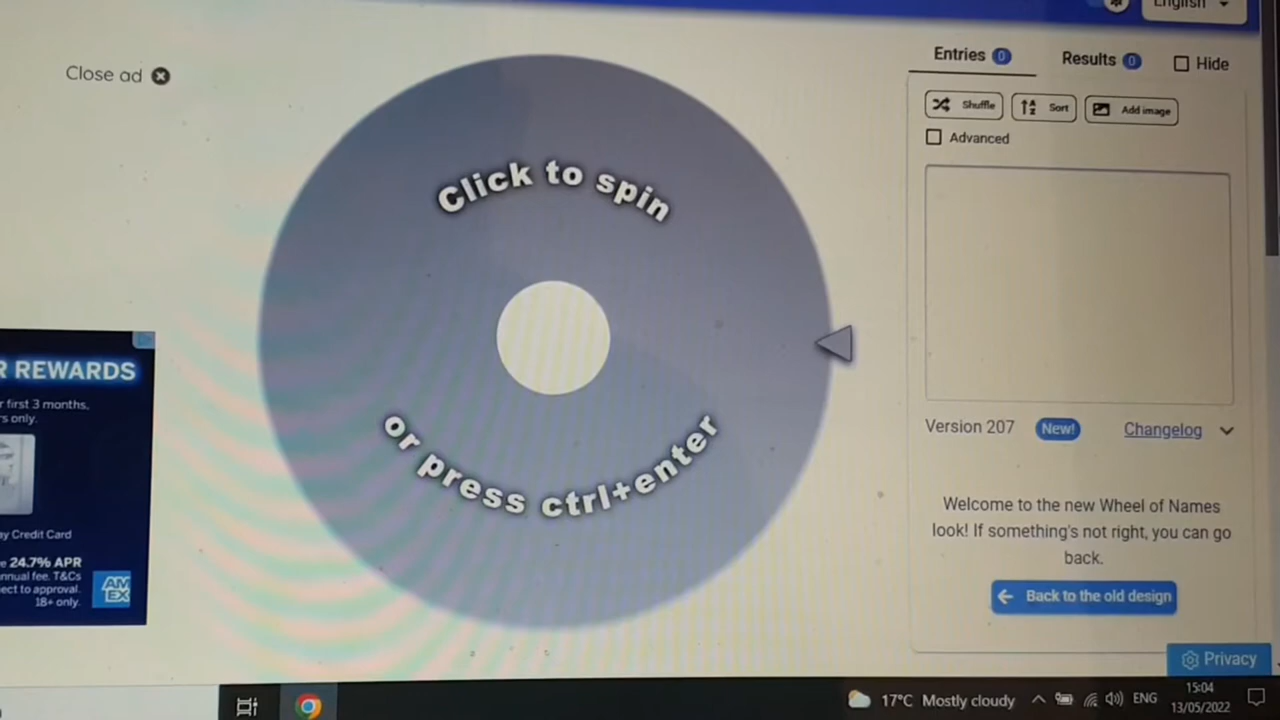 English
Close ad
Entries 0
Results 0
Hide
Shuffle
Sort
Add image
Advanced
Click to spin
or press ctrl+enter
R REWARDS
first 3 months,
s only.
y Credit Card
24.7% APR
nnual fee. T&Cs
ject to approval.
18+ only.
AM
EX
Version 207
New!
Changelog
Welcome to the new Wheel of Names
look! If something's not right, you can go
back.
Back to the old design
Privacy
17°C Mostly cloudy
ENG
15:04
13/05/2022